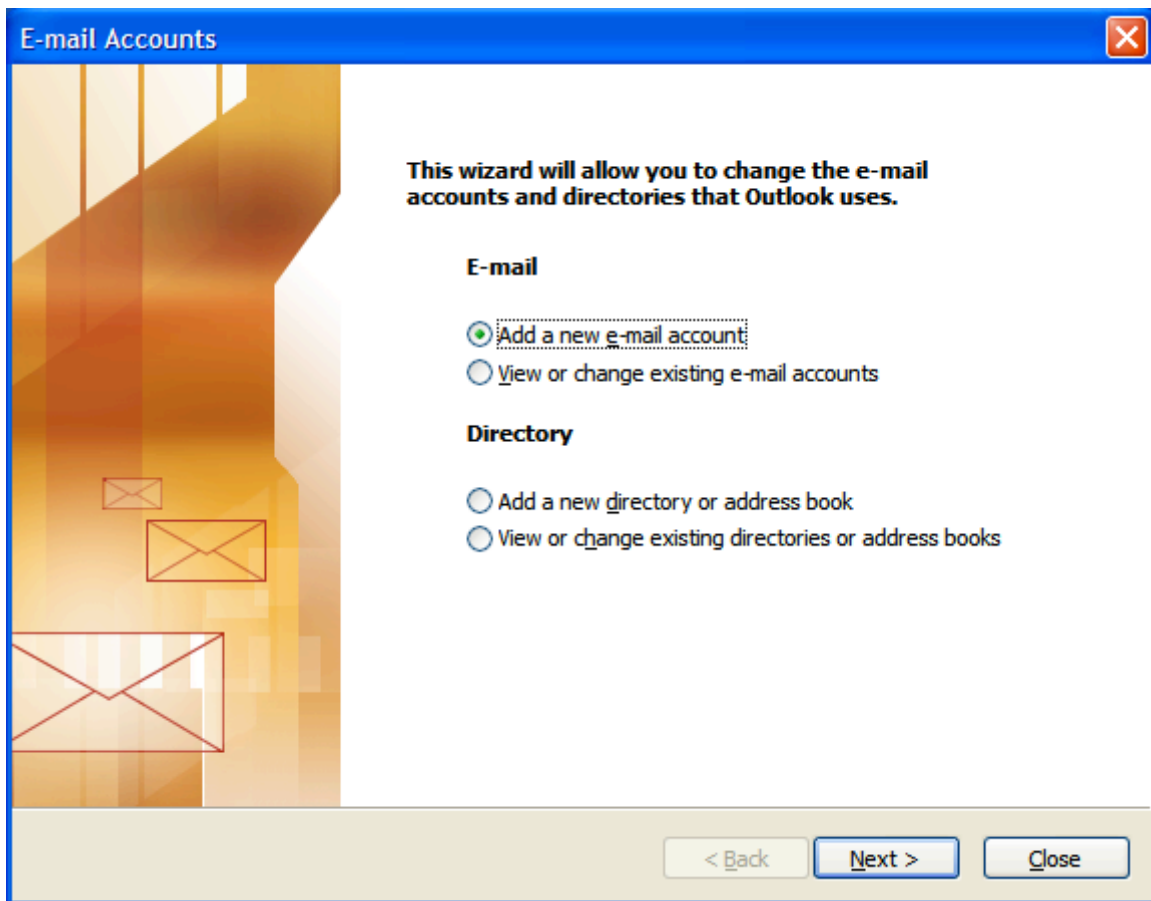 E-mail Accounts
This wizard will allow you to change the e-mail
accounts and directories that Outlook uses.
E-mail
Add a new e-mail account
View or change existing e-mail accounts
Directory
Add a new directory or address book
View or change existing directories or address books
< Back
Next >
Close